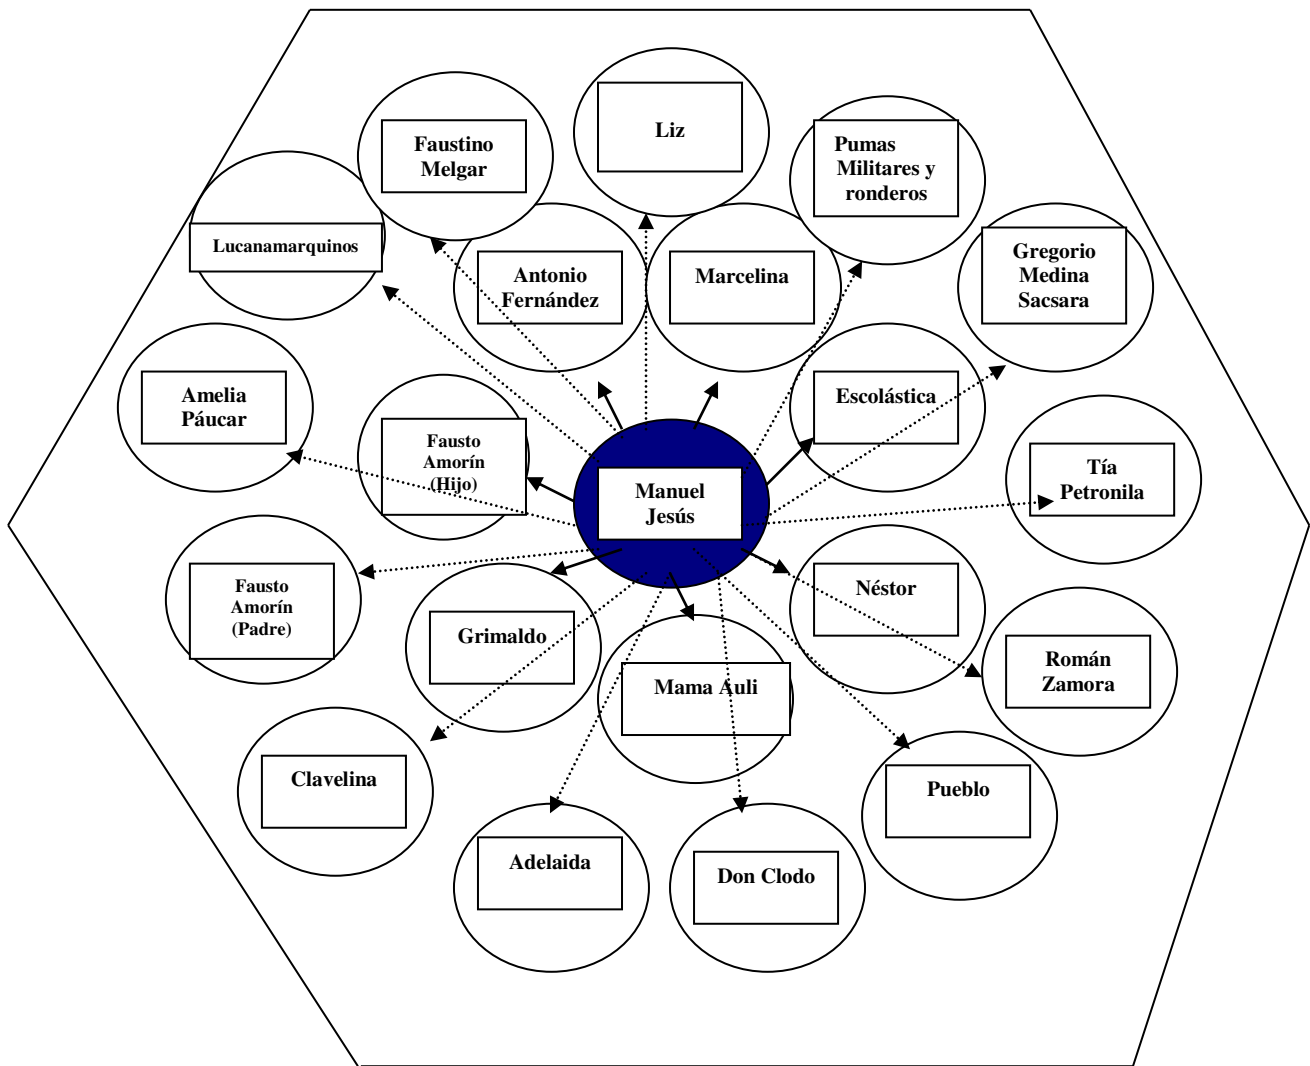 Liz
Faustino
Melgar
Pumas
Militares y
ronderos
Lucanamarquinos
Antonio
Fernández
Marcelina
Gregorio
Medina
Sacsara
Amelia
Páucar
Fausto
Amorín
(Hijo)
Escolástica
Tía
Petronila
Manuel
Jesús
Fausto
Amorín
(Padre)
Grimaldo
Néstor
Mama Auli
Román
Zamora
Clavelina
Pueblo
Adelaida
Don Clodo